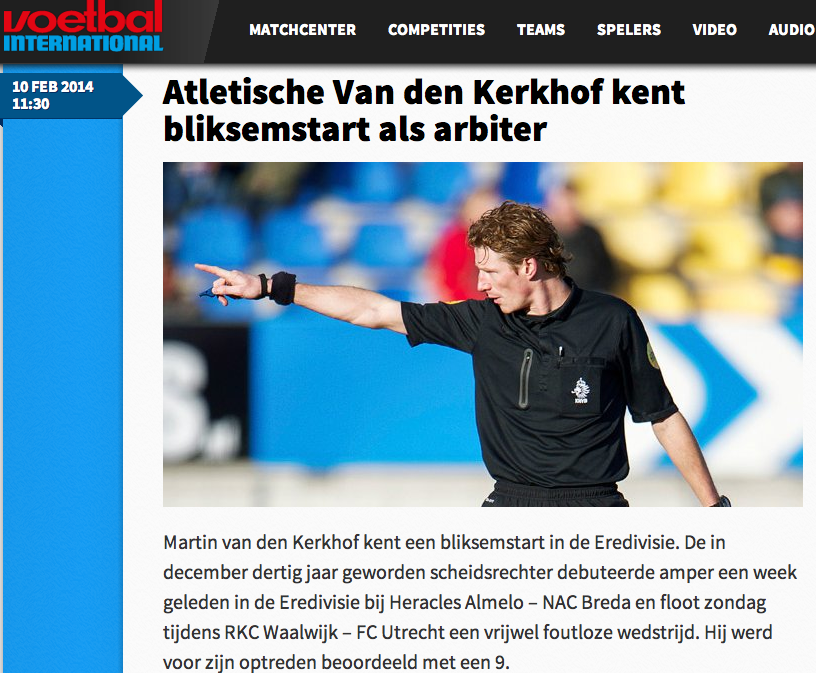 voetbal
INTERNATIONAL
MATCHCENTER COMPETITIES TEAMS SPELERS VIDEO AUDIO
10 FEB 2014
11:30
Atletische Van den Kerkhof kent
bliksemstart als arbiter
S.
KNVB
Martin van den Kerkhof kent een bliksemstart in de Eredivisie. De in
december dertig jaar geworden scheidsrechter debuteerde amper een week
geleden in de Eredivisie bij Heracles Almelo – NAC Breda en floot zondag
tijdens RKC Waalwijk – FC Utrecht een vrijwel foutloze wedstrijd. Hij werd
voor zijn optreden beoordeeld met een 9.